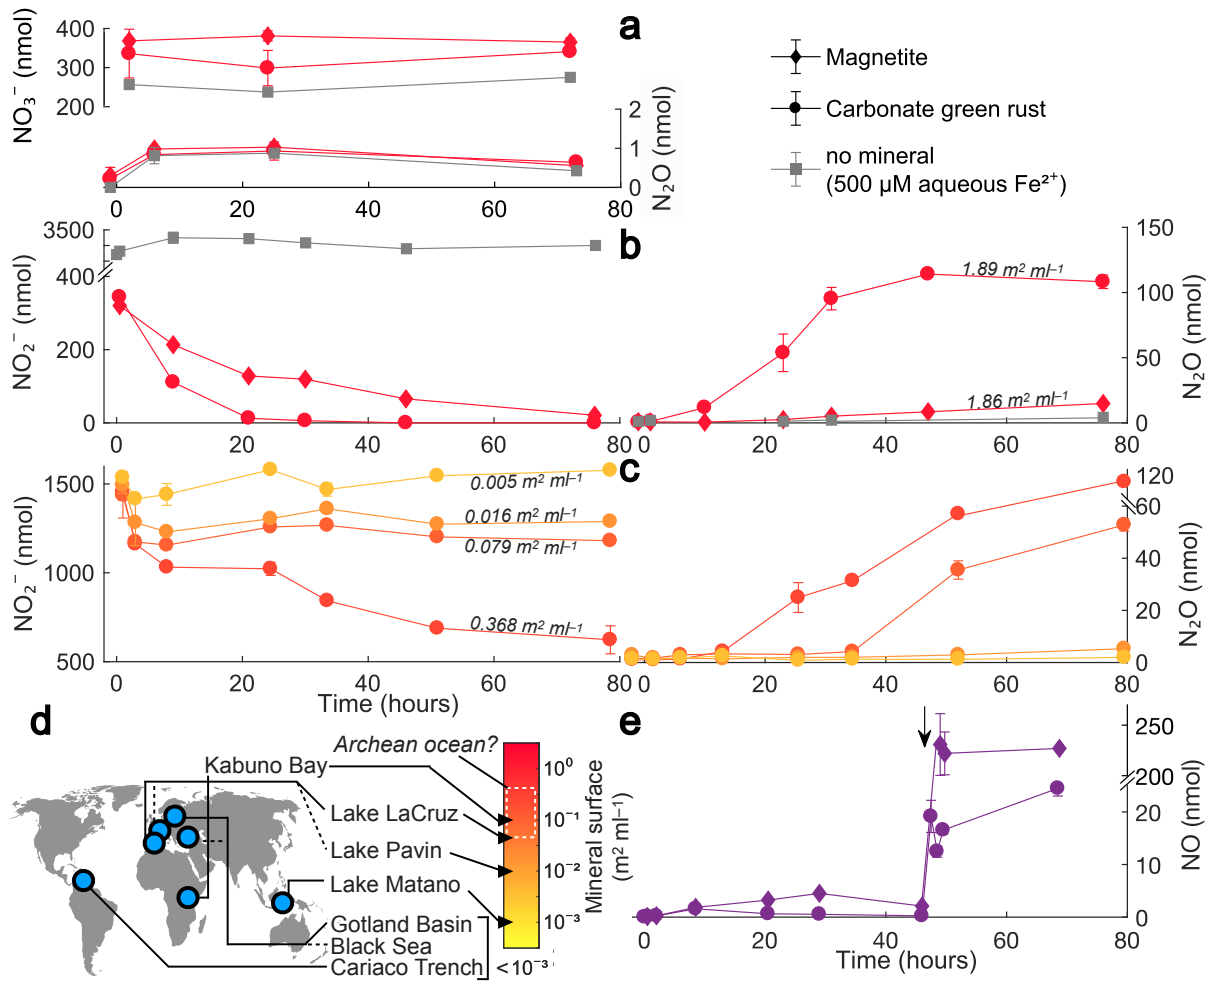 a
NO₃⁻ (nmol)
400
300
200
2
1
0
N₂O (nmol)
0
20
40
60
80
Magnetite
Carbonate green rust
no mineral
(500 µM aqueous Fe²⁺)
b
NO₂⁻ (nmol)
3500
400
200
0
0
20
40
60
80
1.89 m² ml⁻¹
1.86 m² ml⁻¹
150
100
50
0
N₂O (nmol)
20
40
60
80
c
NO₂⁻ (nmol)
1500
1000
500
0.005 m² ml⁻¹
0.016 m² ml⁻¹
0.079 m² ml⁻¹
0.368 m² ml⁻¹
0
20
40
60
80
Time (hours)
120
60
40
20
0
N₂O (nmol)
0
20
40
60
80
d
Archean ocean?
Kabuno Bay
Lake LaCruz
Lake Pavin
Lake Matano
Gotland Basin
Black Sea
Cariaco Trench
10⁰
10⁻¹
10⁻²
10⁻³
<10⁻³
Mineral surface
(m² ml⁻¹)
e
250
200
20
10
0
NO (nmol)
0
20
40
60
80
Time (hours)